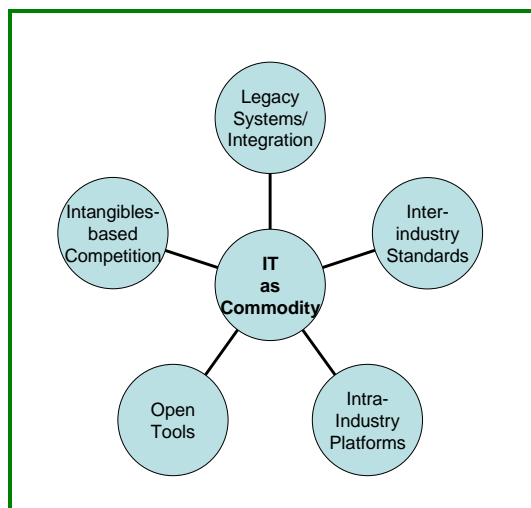 Legacy
Systems/
Integration
Intangibles-
based
Competition
Inter-
industry
Standards
IT
as
Commodity
Open
Tools
Intra-
Industry
Platforms